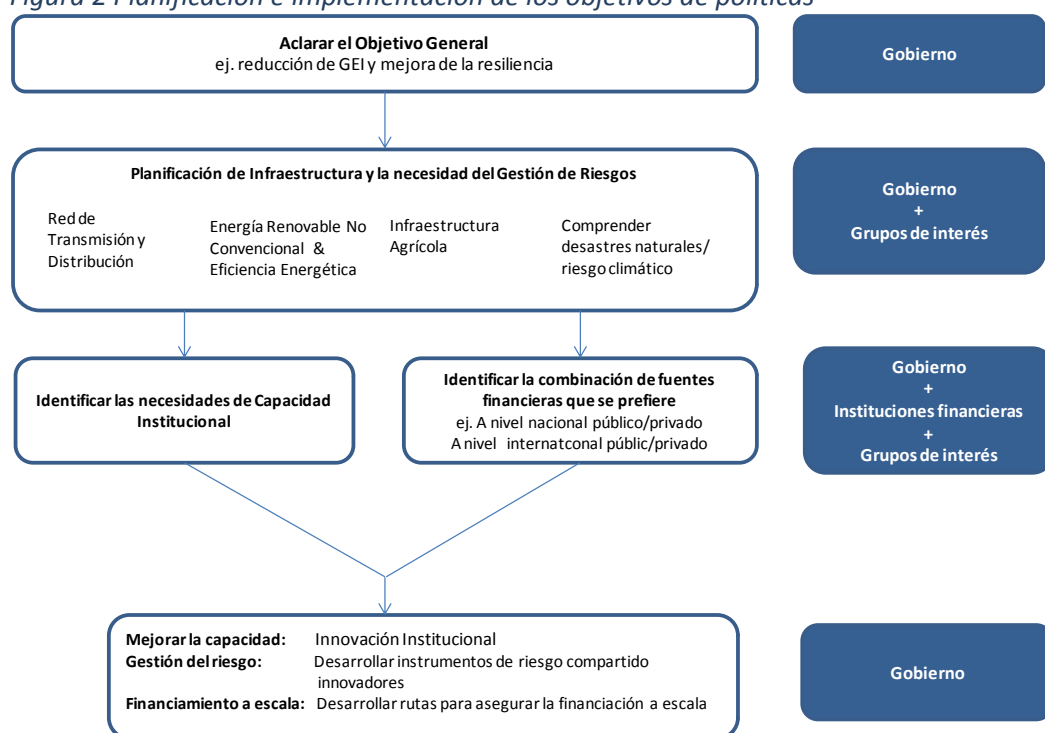 Figura 2 Planificación e implementación de los objetivos de políticas
Aclarar el Objetivo General
ej. reducción de GEI y mejora de la resiliencia
Gobierno
Planificación de Infraestructura y la necesidad del Gestión de Riesgos
Red de
Transmisión y
Distribución
Energía Renovable No
Convencional &
Eficiencia Energética
Infraestructura
Agrícola
Comprender
desastres naturales/
riesgo climático
Gobierno
+
Grupos de interés
Identificar las necesidades de Capacidad
Institucional
Identificar la combinación de fuentes
financieras que se prefiere
ej. A nivel nacional público/privado
A nivel internatconal públic/privado
Gobierno
+
Instituciones financieras
+
Grupos de interés
Mejorar la capacidad: Innovación Institucional
Gestión del riesgo: Desarrollar instrumentos de riesgo compartido
innovadores
Financiamiento a escala: Desarrollar rutas para asegurar la financiación a escala
Gobierno